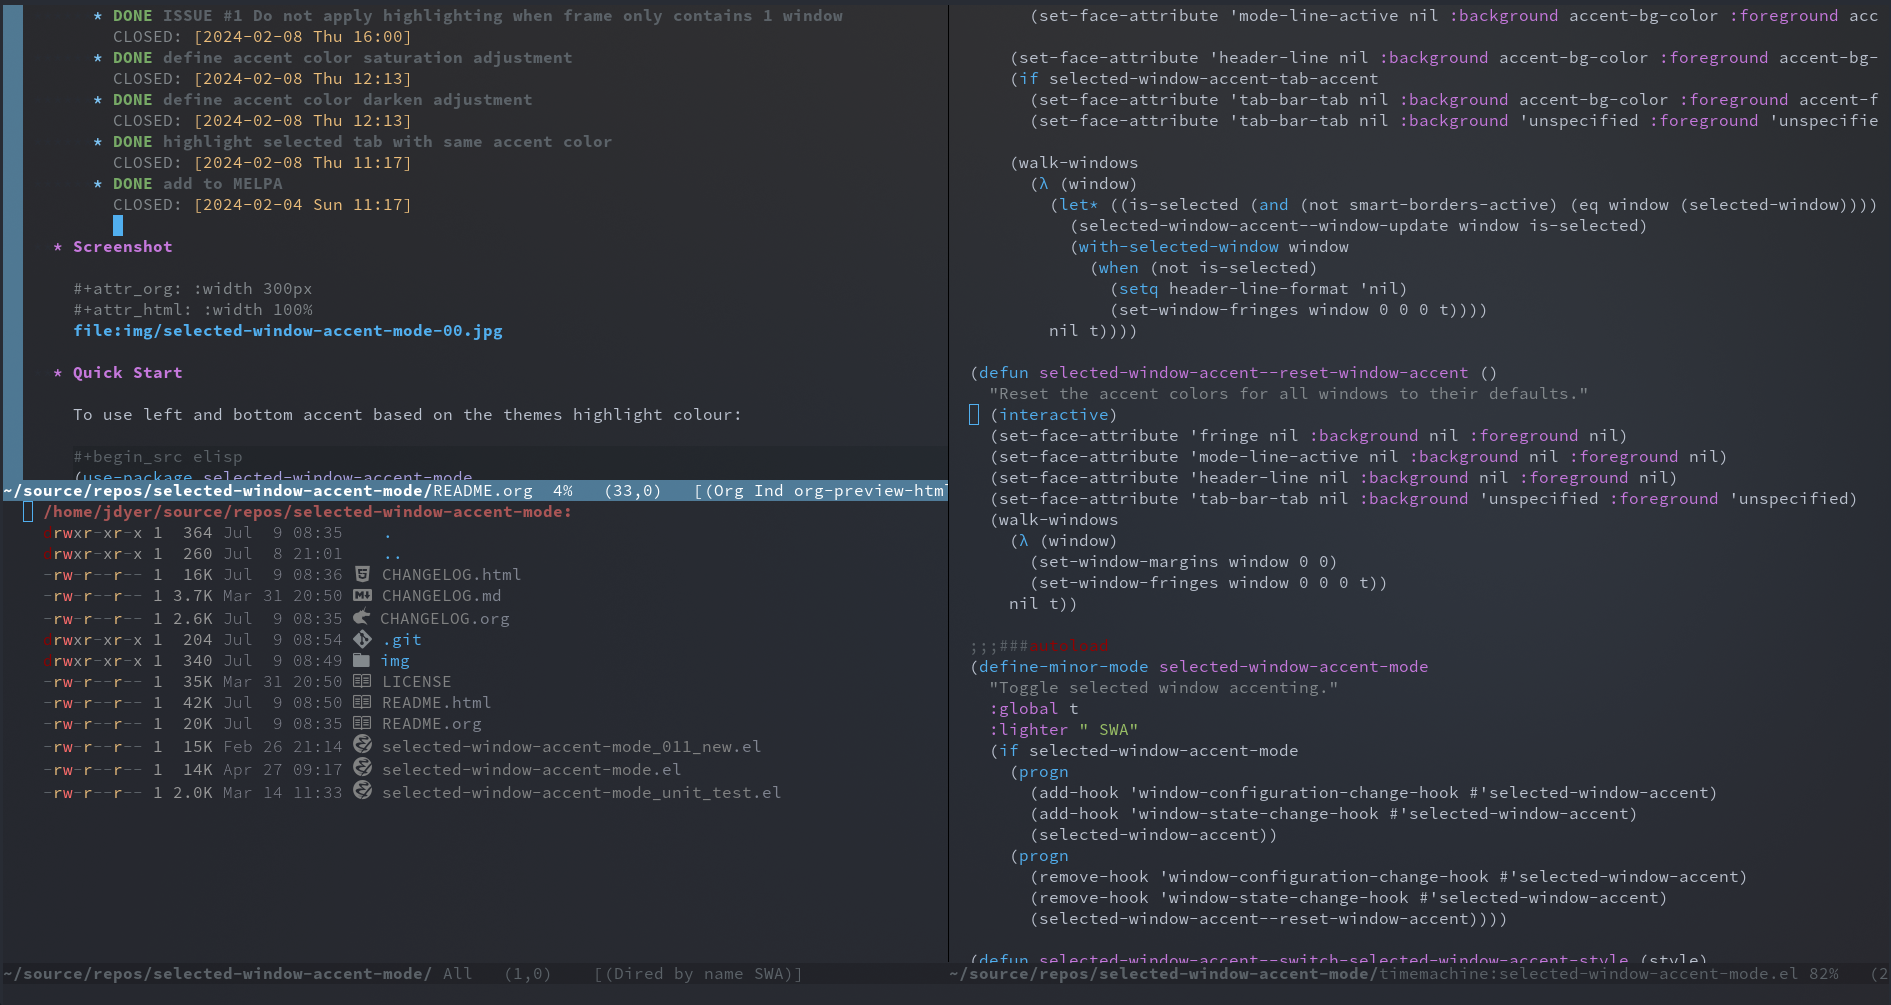 * DONE ISSUE #1 Do not apply highlighting when frame only contains 1 window
CLOSED: [2024-02-08 Thu 16:00]
* DONE define accent color saturation adjustment
CLOSED: [2024-02-08 Thu 12:13]
* DONE define accent color darken adjustment
CLOSED: [2024-02-08 Thu 12:13]
* DONE highlight selected tab with same accent color
CLOSED: [2024-02-08 Thu 11:17]
* DONE add to MELPA
CLOSED: [2024-02-04 Sun 11:17]
* Screenshot
#+attr_org: :width 300px
#+attr_html: :width 100%
file:img/selected-window-accent-mode-00.jpg
* Quick Start
To use left and bottom accent based on the themes highlight colour:
#+begin_src elisp
(use-package selected-window-accent-mode
~/source/repos/selected-window-accent-mode/README.org  4%   (33,0)   [(Org Ind org-preview-html
/home/jdyer/source/repos/selected-window-accent-mode:
drwxr-xr-x 1  364 Jul  9 08:35    .
drwxr-xr-x 1  260 Jul  8 21:01    ..
-rw-r--r-- 1  16K Jul  9 08:36 CHANGELOG.html
-rw-r--r-- 1 3.7K Mar 31 20:50 CHANGELOG.md
-rw-r--r-- 1 2.6K Jul  9 08:35 CHANGELOG.org
drwxr-xr-x 1  204 Jul  9 08:54 .git
drwxr-xr-x 1  340 Jul  9 08:49 img
-rw-r--r-- 1  35K Mar 31 20:50 LICENSE
-rw-r--r-- 1  42K Jul  9 08:50 README.html
-rw-r--r-- 1  20K Jul  9 08:35 README.org
-rw-r--r-- 1  15K Feb 26 21:14 selected-window-accent-mode_011_new.el
-rw-r--r-- 1  14K Apr 27 09:17 selected-window-accent-mode.el
-rw-r--r-- 1 2.0K Mar 14 11:33 selected-window-accent-mode_unit_test.el
~/source/repos/selected-window-accent-mode/ All   (1,0)    [(Dired by name SWA)]
(set-face-attribute 'mode-line-active nil :background accent-bg-color :foreground acc
(set-face-attribute 'header-line nil :background accent-bg-color :foreground accent-bg-
(if selected-window-accent-tab-accent
(set-face-attribute 'tab-bar-tab nil :background accent-bg-color :foreground accent-f
(set-face-attribute 'tab-bar-tab nil :background 'unspecified :foreground 'unspecifie
(walk-windows
(λ (window)
(let* ((is-selected (and (not smart-borders-active) (eq window (selected-window))))
(selected-window-accent--window-update window is-selected)
(with-selected-window window
(when (not is-selected)
(setq header-line-format 'nil)
(set-window-fringes window 0 0 0 t))))
nil t))))
(defun selected-window-accent--reset-window-accent ()
"Reset the accent colors for all windows to their defaults."
(interactive)
(set-face-attribute 'fringe nil :background nil :foreground nil)
(set-face-attribute 'mode-line-active nil :background nil :foreground nil)
(set-face-attribute 'header-line nil :background nil :foreground nil)
(set-face-attribute 'tab-bar-tab nil :background 'unspecified :foreground 'unspecified)
(walk-windows
(λ (window)
(set-window-margins window 0 0)
(set-window-fringes window 0 0 0 t))
nil t))
;;;###autoload
(define-minor-mode selected-window-accent-mode
"Toggle selected window accenting."
:global t
:lighter " SWA"
(if selected-window-accent-mode
(progn
(add-hook 'window-configuration-change-hook #'selected-window-accent)
(add-hook 'window-state-change-hook #'selected-window-accent)
(selected-window-accent))
(progn
(remove-hook 'window-configuration-change-hook #'selected-window-accent)
(remove-hook 'window-state-change-hook #'selected-window-accent)
(selected-window-accent--reset-window-accent))))
(defun selected-window-accent--switch-selected-window-accent-style (style)
~/source/repos/selected-window-accent-mode/timemachine:selected-window-accent-mode.el 82%   (2